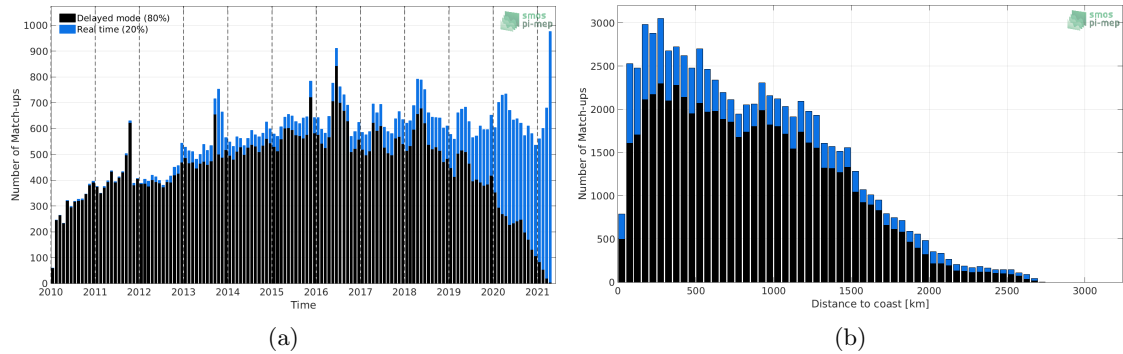 1000
900
800
700
600
500
400
300
200
100
0
Number of Match-ups
Delayed mode (80%)
Real time (20%)
smos
pi-mep
2010 2011 2012 2013 2014 2015 2016 2017 2018 2019 2020 2021
Time
(a)
3000
2500
2000
1500
1000
500
0
Number of Match-ups
smos
pi-mep
0 500 1000 1500 2000 2500 3000
Distance to coast [km]
(b)